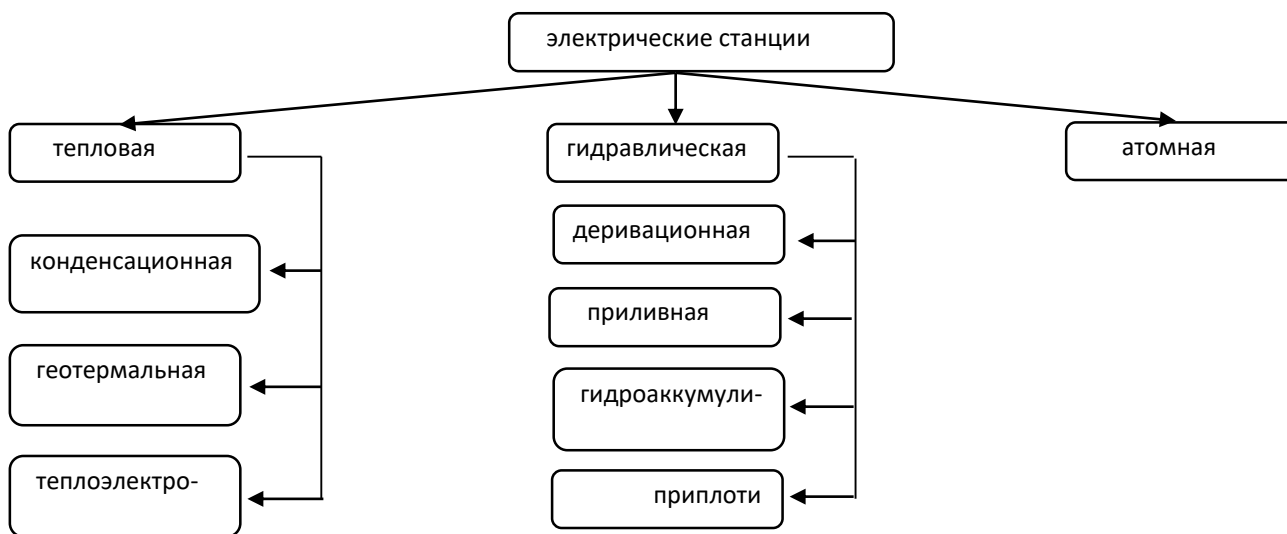 электрические станции
тепловая
гидравлическая
атомная
конденсационная
геотермальная
теплоэлектро-
деривационная
приливная
гидроаккумули-
приплоти